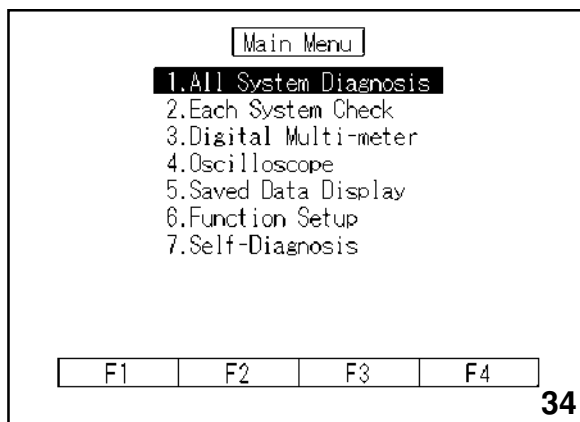 Main Menu
1.All System Diagnosis
2.Each System Check
3.Digital Multi-meter
4.Oscilloscope
5.Saved Data Display
6.Function Setup
7.Self-Diagnosis
F1 F2 F3 F4
34